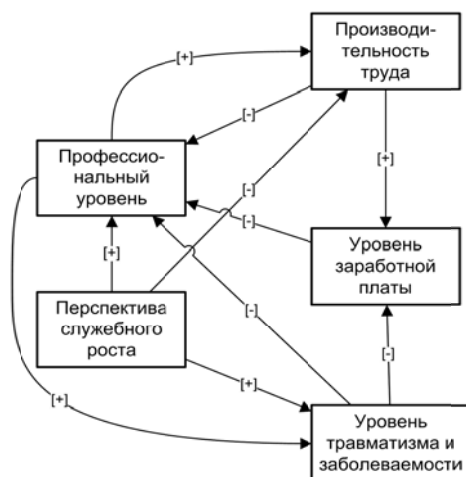 Производи-
тельность
труда
[+]
[-]
Профессио-
нальный
уровень
[-]
[+]
[-]
[+]
Уровень
заработной
платы
Перспектива
служебного
роста
[-]
[-]
[+]
[+]
Уровень
травматизма и
заболеваемости